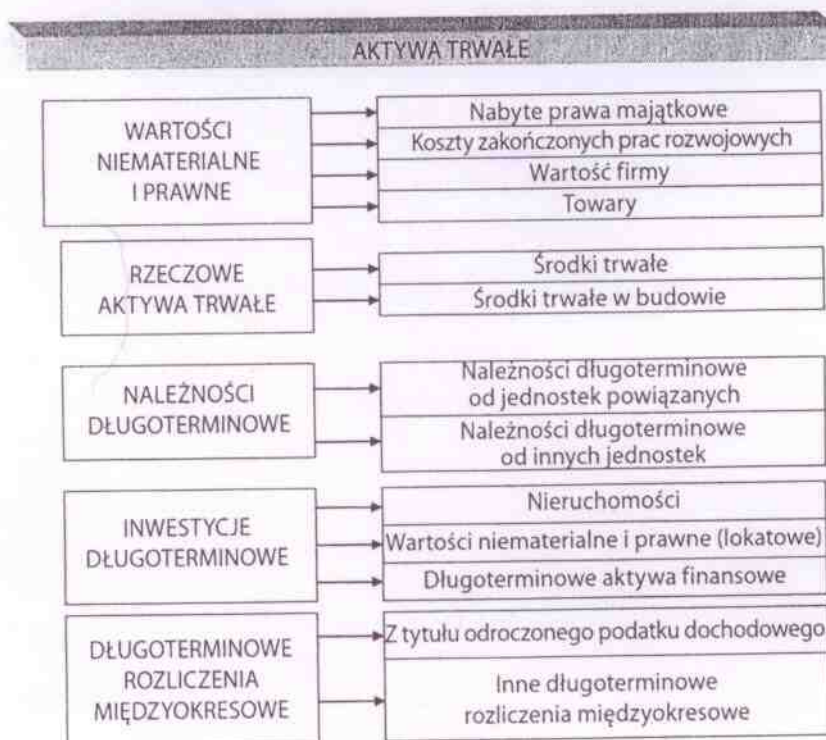 AKTYWA TRWAŁE
WARTOŚCI
NIEMATERIALNE
I PRAWNE
Nabyte prawa majątkowe
Koszty zakończonych prac rozwojowych
Wartość firmy
Towary
RZECZOWE
AKTYWA TRWAŁE
Środki trwałe
Środki trwałe w budowie
NALEŻNOŚCI
DŁUGOTERMINOWE
Należności długoterminowe
od jednostek powiązanych
Należności długoterminowe
od innych jednostek
INWESTYCJE
DŁUGOTERMINOWE
Nieruchomości
Wartości niematerialne i prawne (lokatowe)
Długoterminowe aktywa finansowe
DŁUGOTERMINOWE
ROZLICZENIA
MIĘDZYOKRESOWE
Z tytułu odroczonego podatku dochodowego
Inne długoterminowe
rozliczenia międzyokresowe